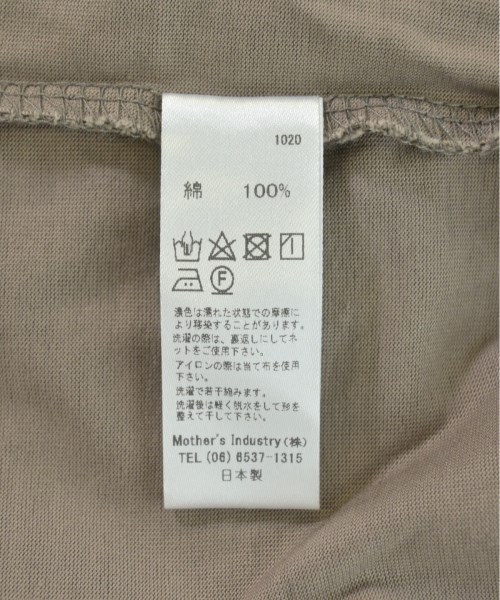 1020
綿 100%
F
濃色は濡れた状態での摩擦に
より移染することがあります。
洗濯の際は、裏返しにしてネ
ットをご使用下さい。
アイロンの際は当て布を使用
して下さい。
洗濯で若干縮みます。
洗濯後は軽く脱水をして形を
整えて干して下さい。
Mother's Industry(株)
TEL (06) 6537-1315
日本製